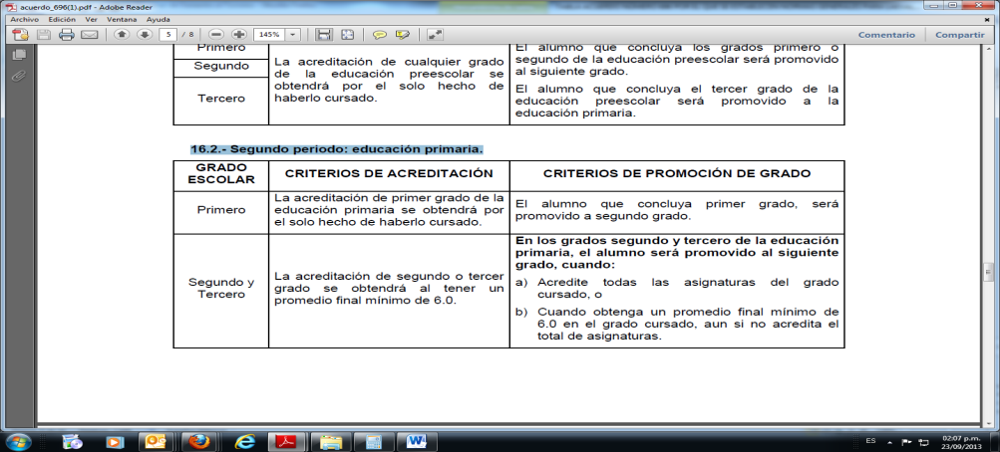 acuerdo_696(1).pdf - Adobe Reader
Archivo Edición Ver Ventana Ayuda
5 / 8 145% Comentario Compartir
Primero
Segundo
Tercero
La acreditación de cualquier grado
de la educación preescolar se
obtendrá por el solo hecho de
haberlo cursado.
El alumno que concluya los grados primero o
segundo de la educación preescolar será promovido
al siguiente grado.
El alumno que concluya el tercer grado de la
educación preescolar será promovido a la
educación primaria.
16.2.- Segundo periodo: educación primaria.
GRADO
ESCOLAR
CRITERIOS DE ACREDITACIÓN
CRITERIOS DE PROMOCIÓN DE GRADO
Primero
La acreditación de primer grado de la
educación primaria se obtendrá por
el solo hecho de haberlo cursado.
El alumno que concluya primer grado, será
promovido a segundo grado.
Segundo y
Tercero
La acreditación de segundo o tercer
grado se obtendrá al tener un
promedio final mínimo de 6.0.
En los grados segundo y tercero de la educación
primaria, el alumno será promovido al siguiente
grado, cuando:
a) Acredite todas las asignaturas del grado
cursado, o
b) Cuando obtenga un promedio final mínimo de
6.0 en el grado cursado, aun si no acredita el
total de asignaturas.
ES
02:07 p.m.
23/09/2013